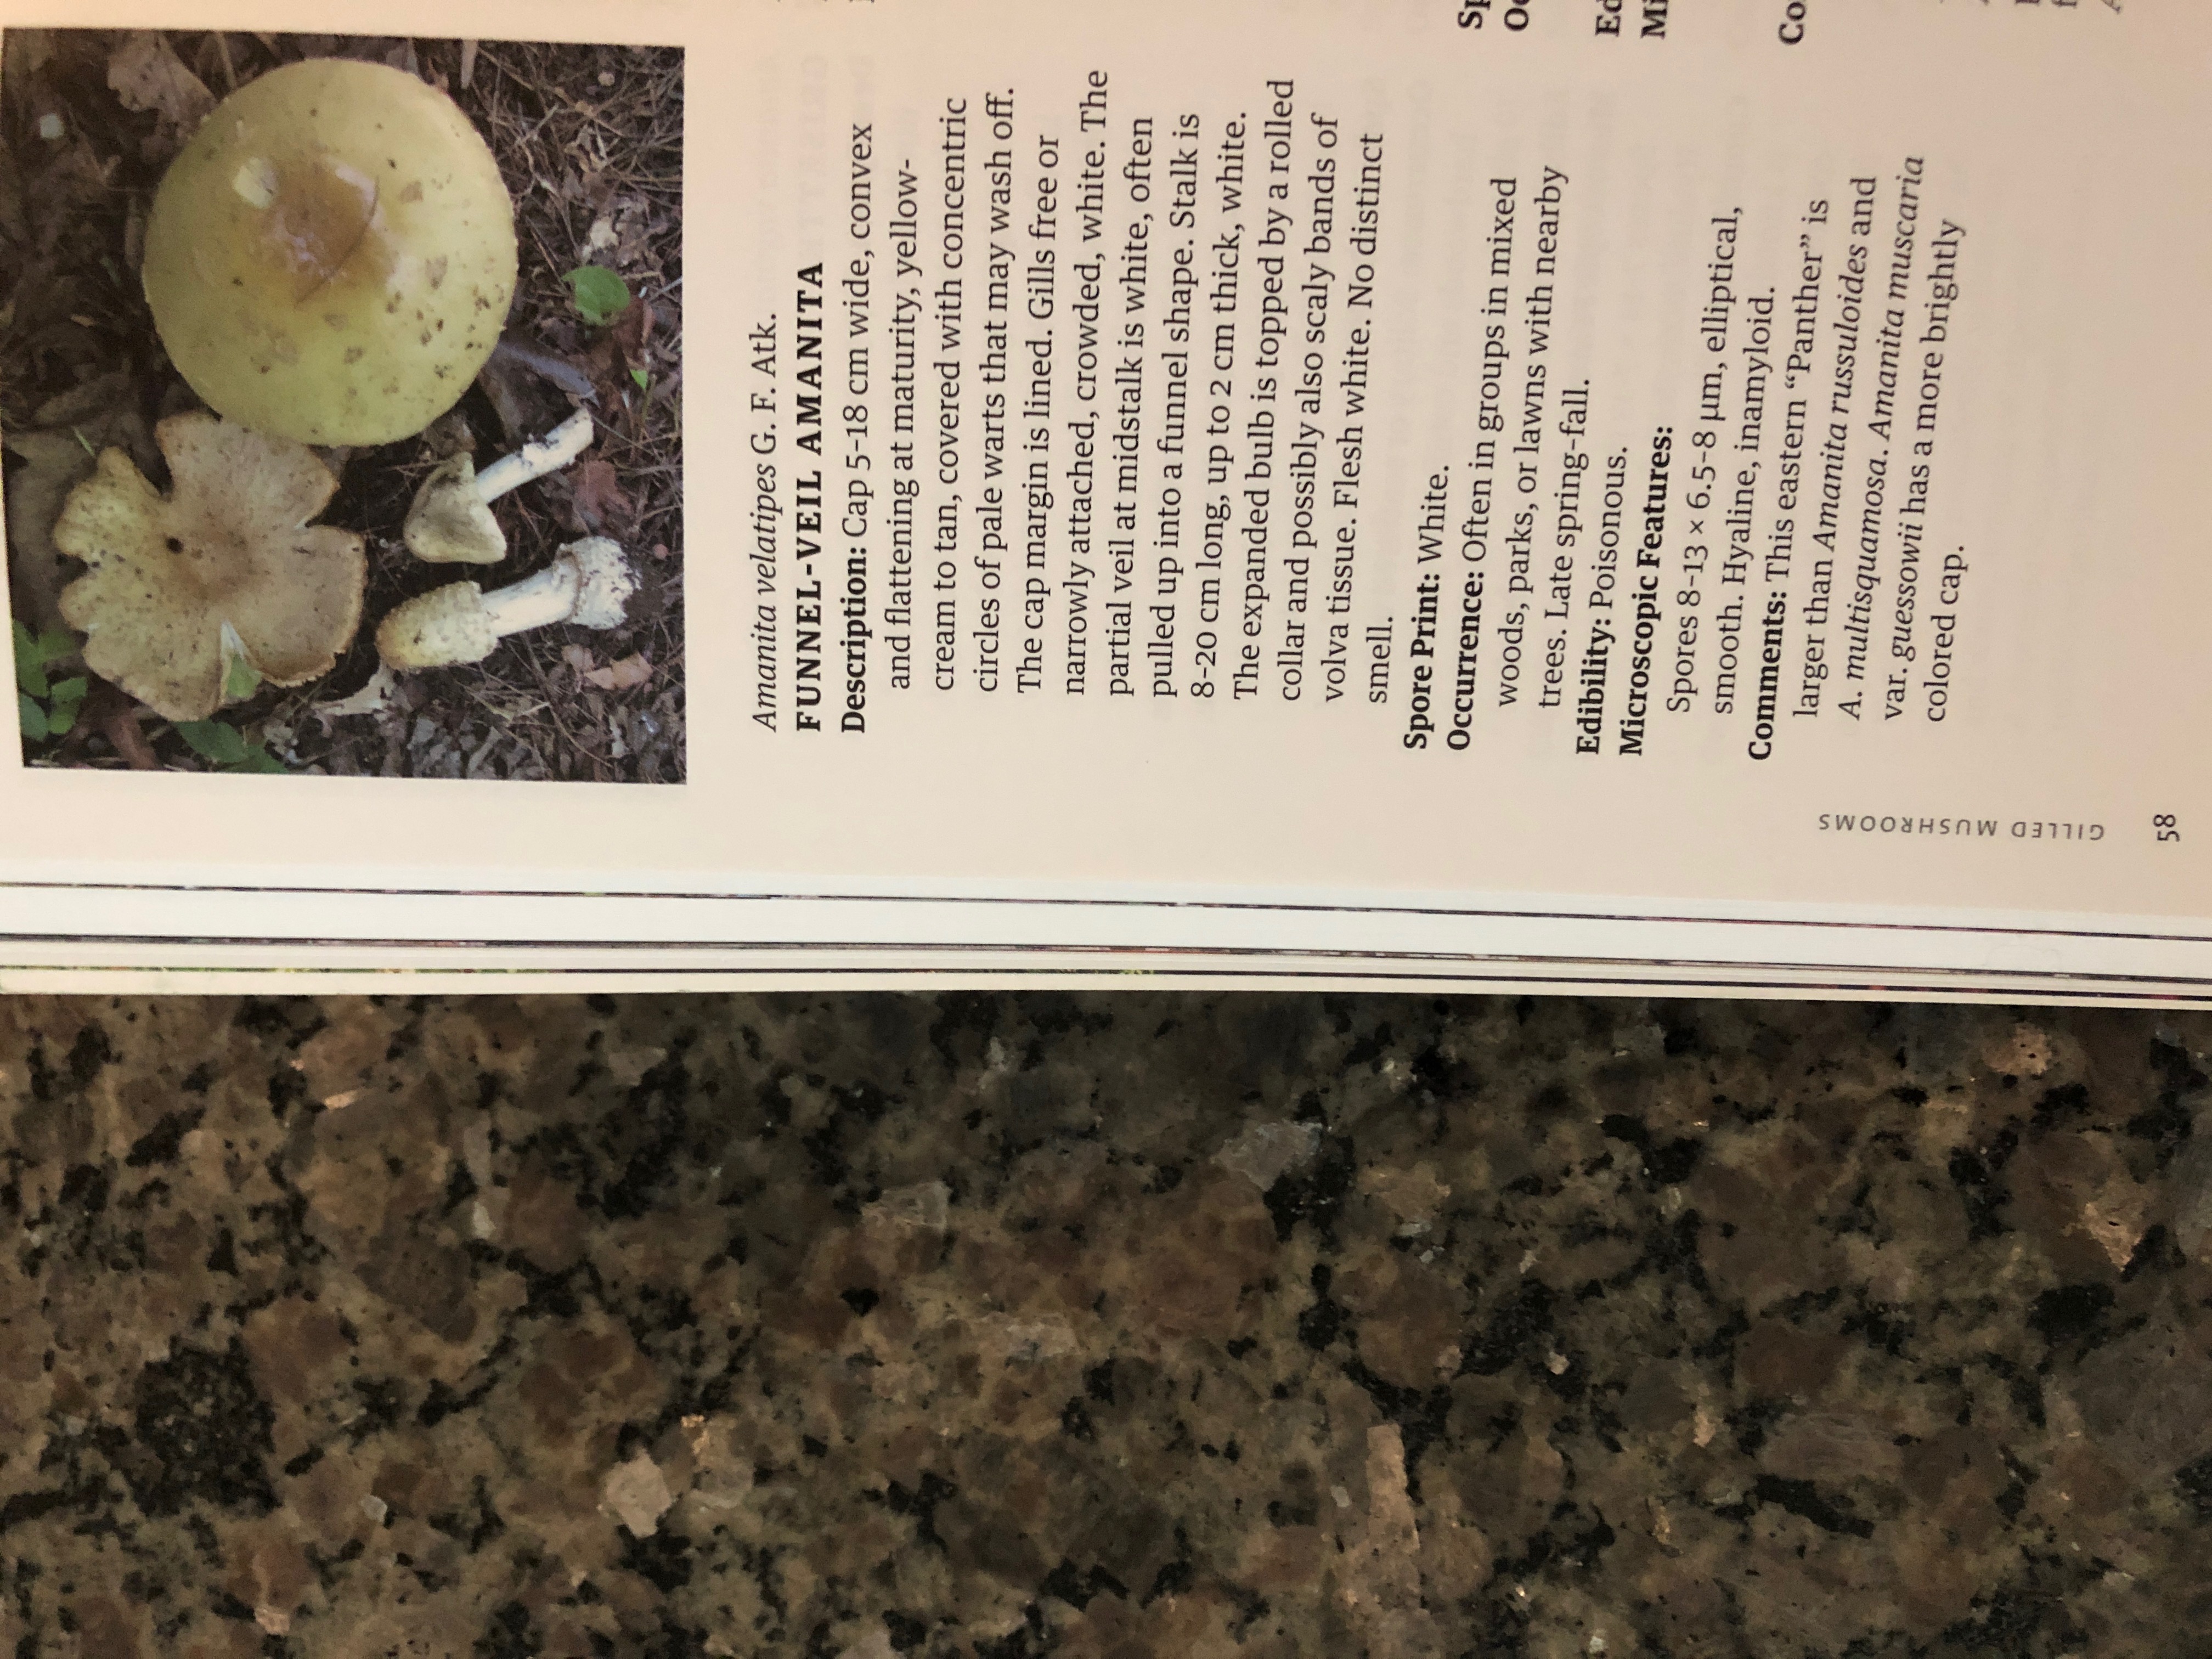 Amanita velatipes G. F. Atk.
FUNNEL-VEIL AMANITA
Description: Cap 5-18 cm wide, convex
and flattening at maturity, yellow-
cream to tan, covered with concentric
circles of pale warts that may wash off.
The cap margin is lined. Gills free or
narrowly attached, crowded, white. The
partial veil at midstalk is white, often
pulled up into a funnel shape. Stalk is
8-20 cm long, up to 2 cm thick, white.
The expanded bulb is topped by a rolled
collar and possibly also scaly bands of
volva tissue. Flesh white. No distinct
smell.
Spore Print: White.
Occurrence: Often in groups in mixed
woods, parks, or lawns with nearby
trees. Late spring-fall.
Edibility: Poisonous.
Microscopic Features:
Spores 8-13 × 6.5-8 μm, elliptical,
smooth. Hyaline, inamyloid.
Comments: This eastern “Panther” is
larger than Amanita russuloides and
A. multisquamosa. Amanita muscaria
var. guessowii has a more brightly
colored cap.
GILLED MUSHROOMS
58